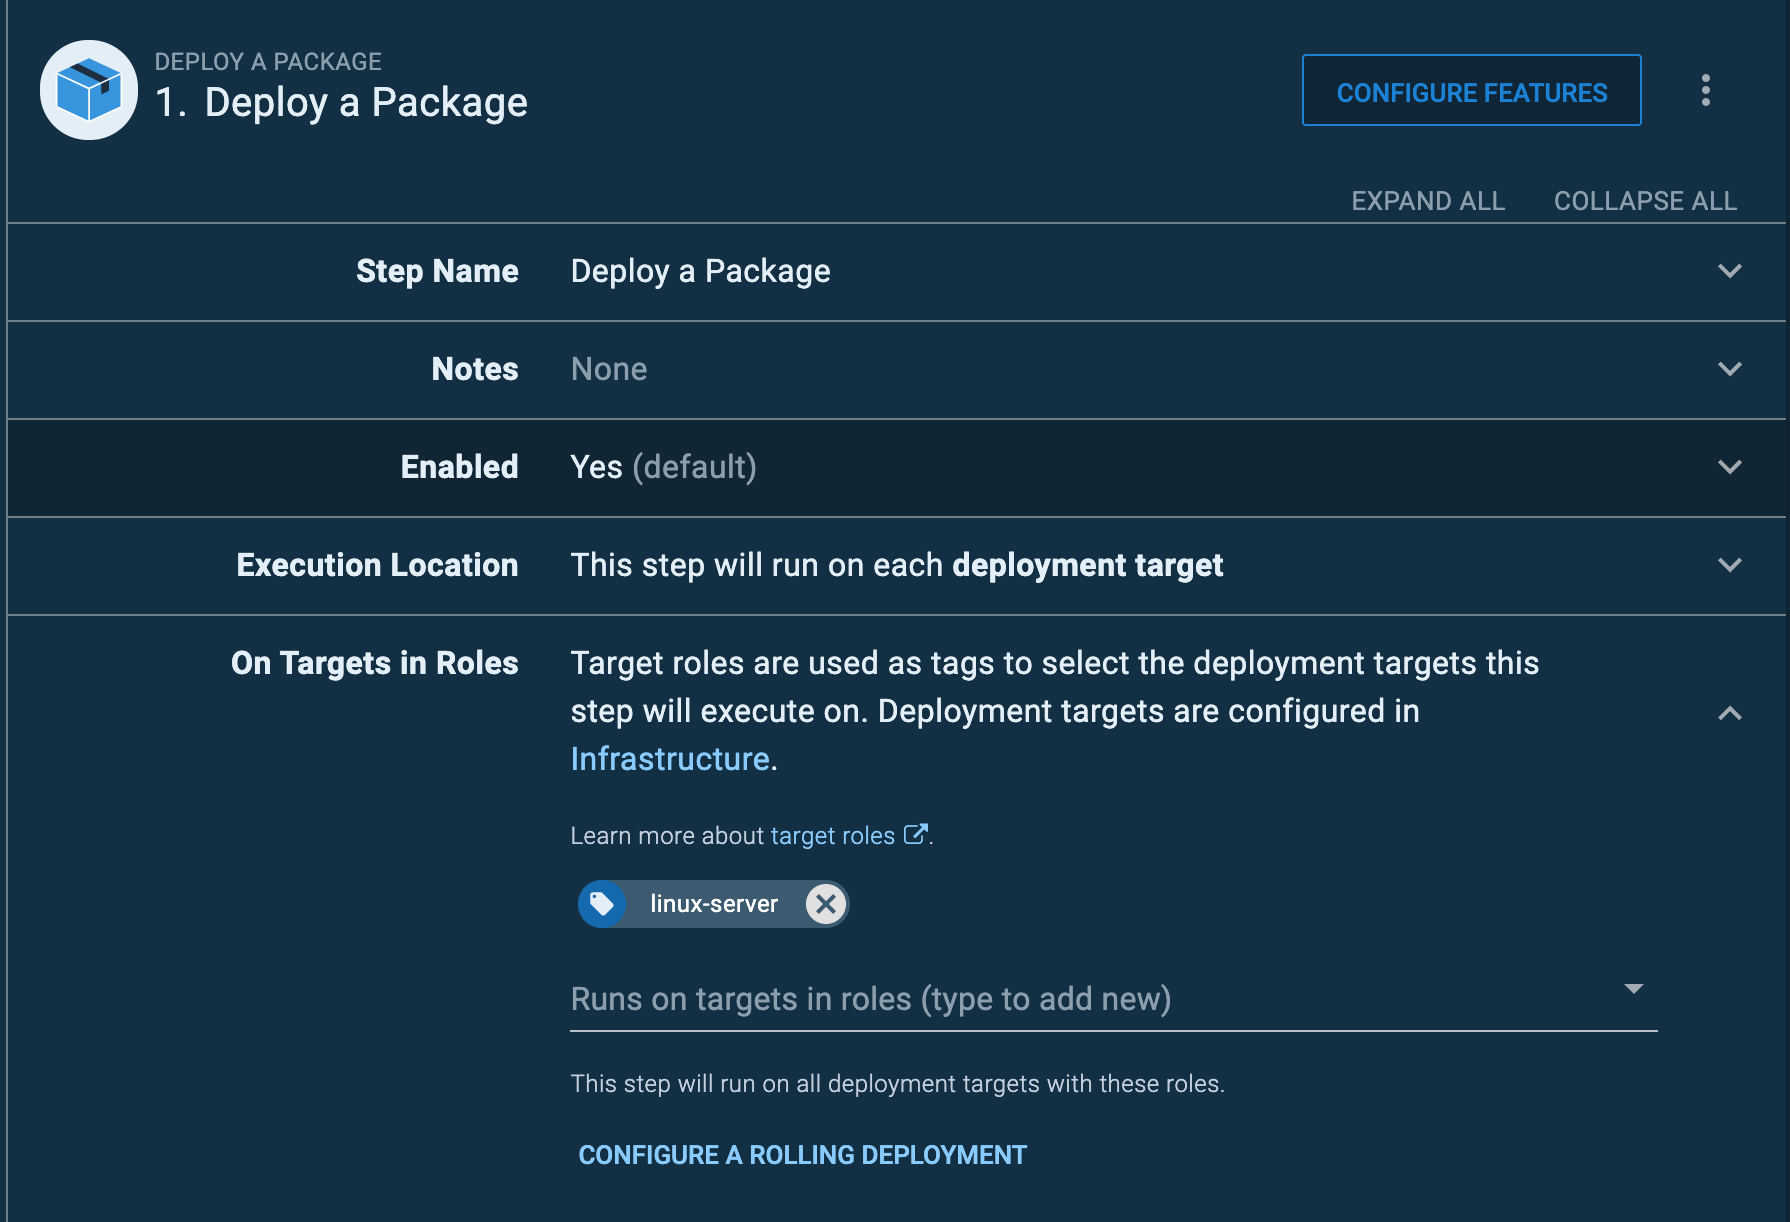 DEPLOY A PACKAGE
1. Deploy a Package
CONFIGURE FEATURES
EXPAND ALL COLLAPSE ALL
Step Name Deploy a Package
Notes None
Enabled Yes (default)
Execution Location This step will run on each deployment target
On Targets in Roles Target roles are used as tags to select the deployment targets this
step will execute on. Deployment targets are configured in
Infrastructure.
Learn more about target roles.
linux-server
Runs on targets in roles (type to add new)
This step will run on all deployment targets with these roles.
CONFIGURE A ROLLING DEPLOYMENT